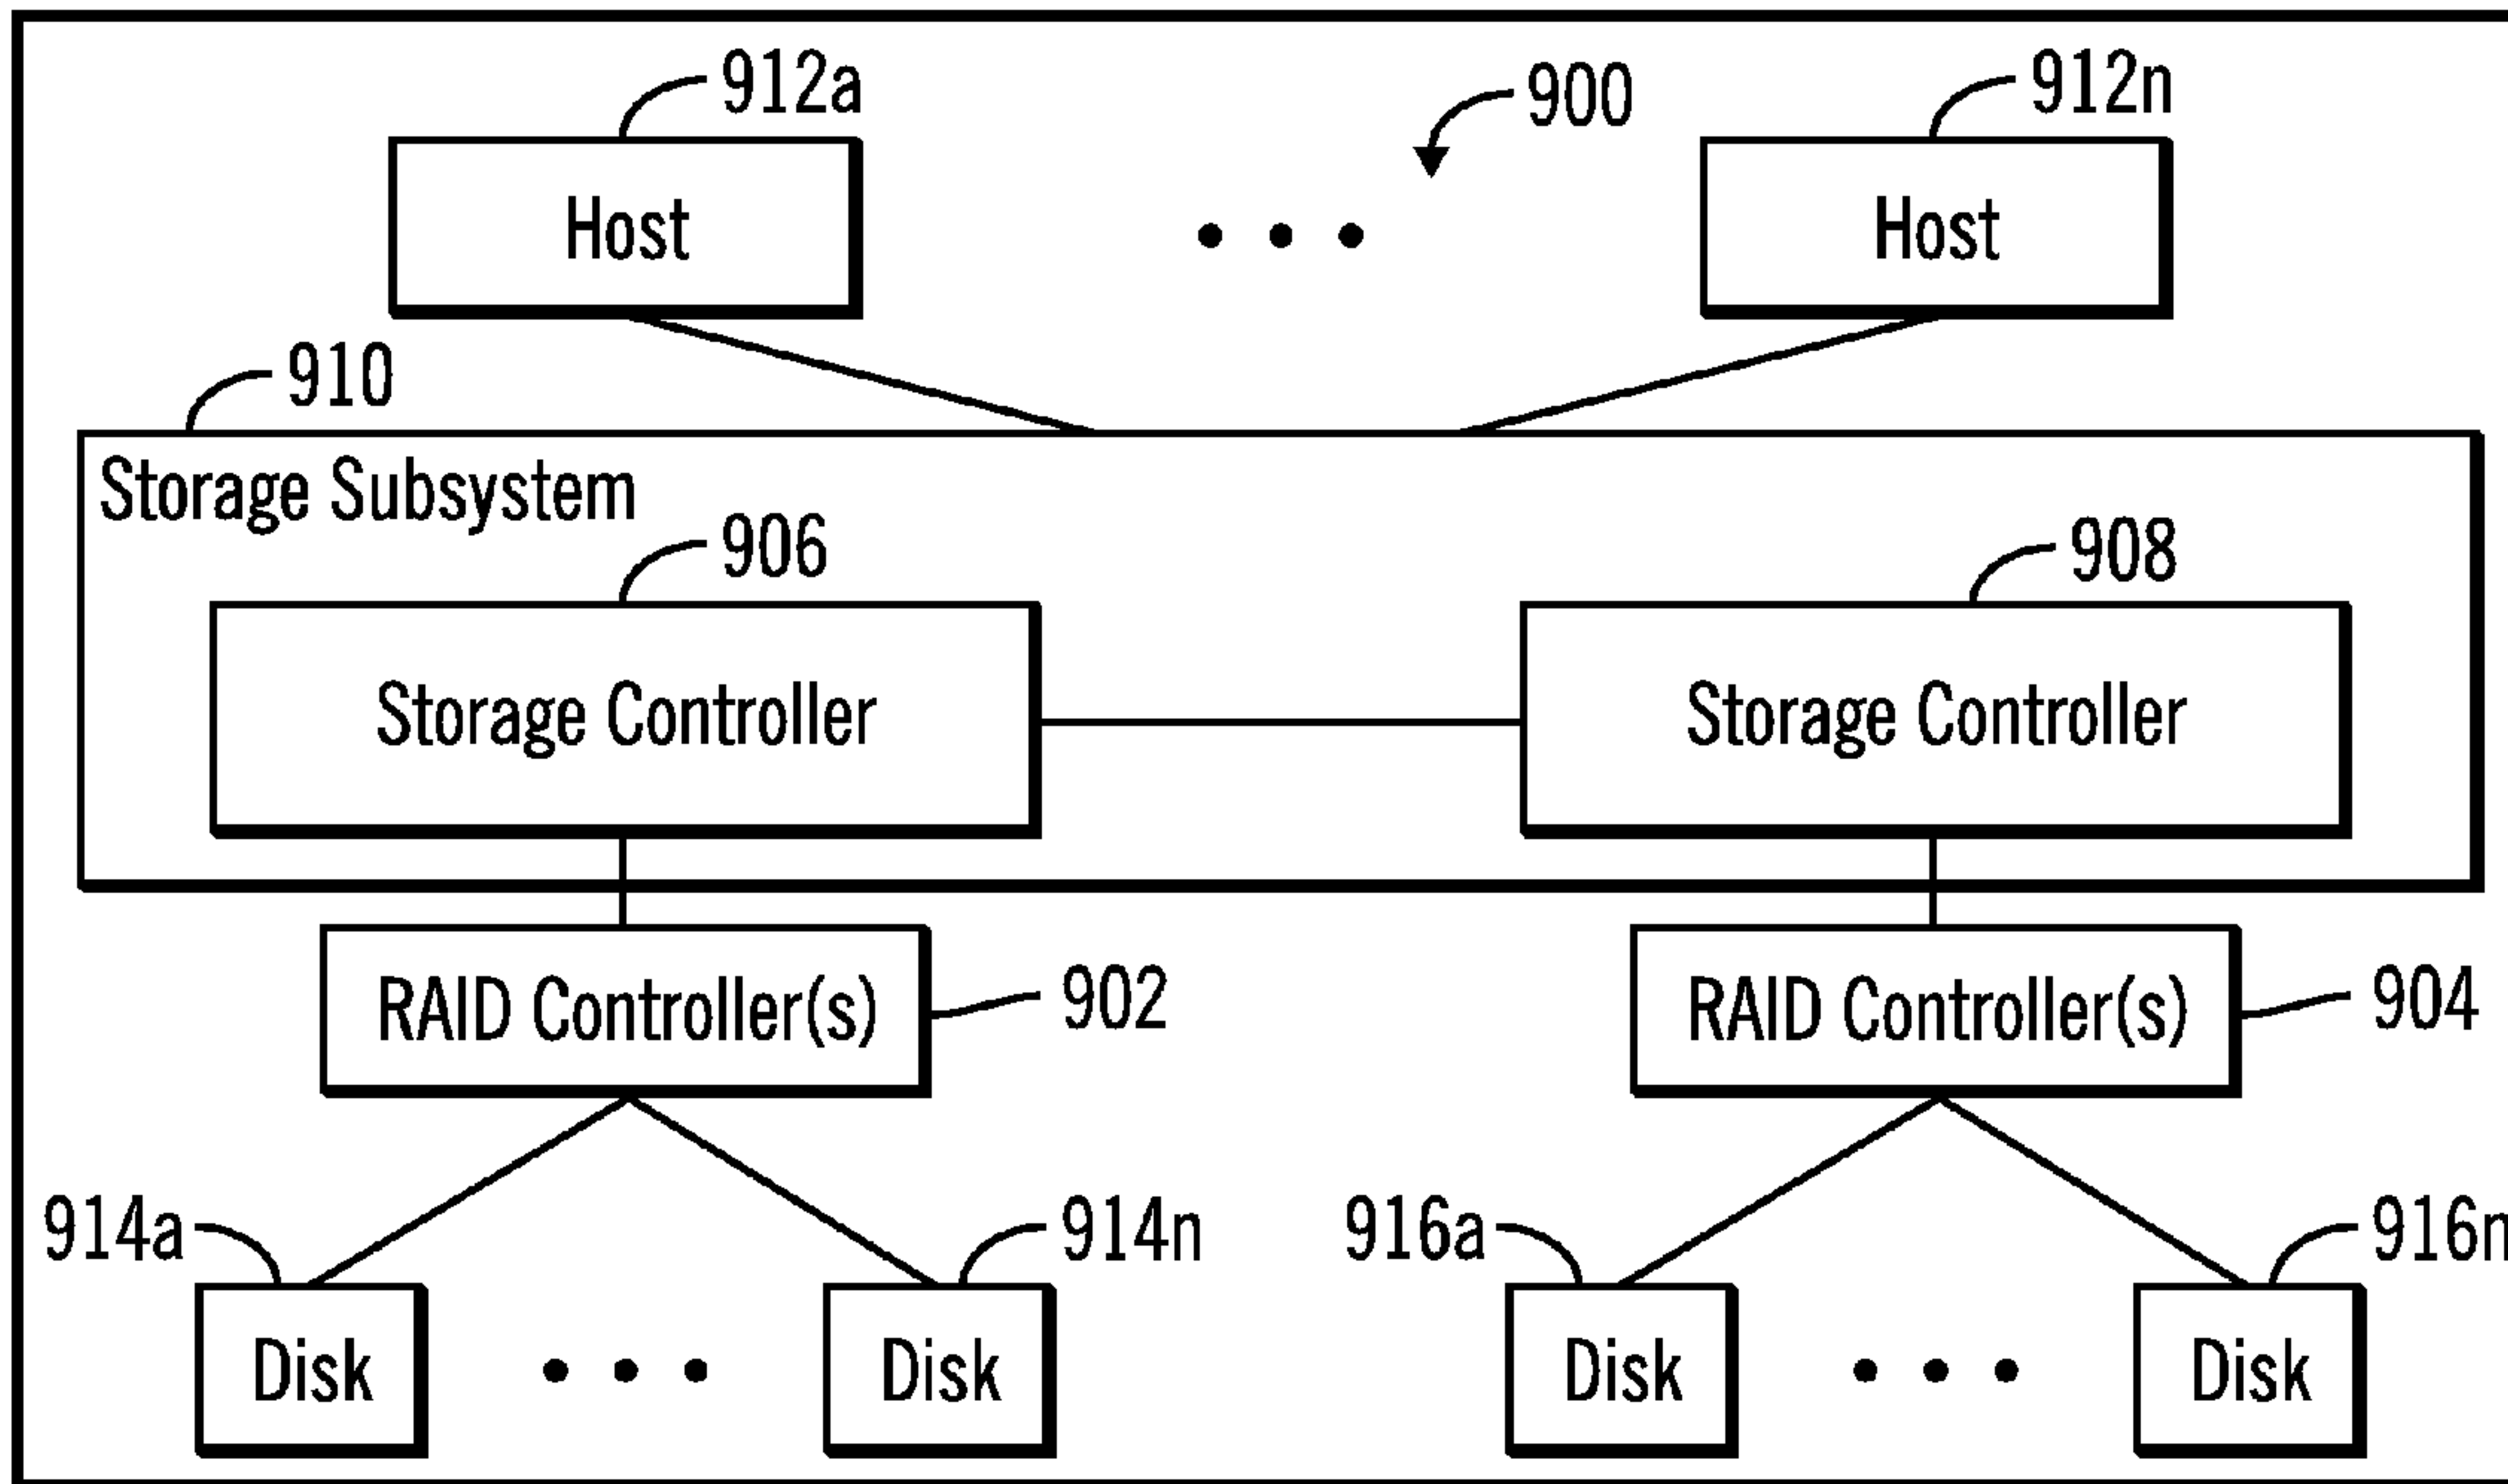 912a
900
912n
Host
Host
910
Storage Subsystem
906
908
Storage Controller
Storage Controller
RAID Controller(s)
902
RAID Controller(s)
904
914a
914n
916a
916n
Disk
Disk
Disk
Disk